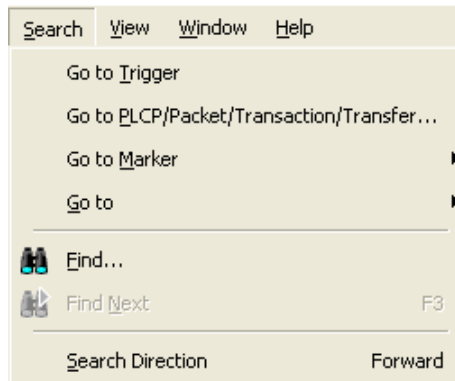 Search View Window Help
Go to Trigger
Go to PLCP/Packet/Transaction/Transfer...
Go to Marker
Go to
Find...
Find Next F3
Search Direction Forward